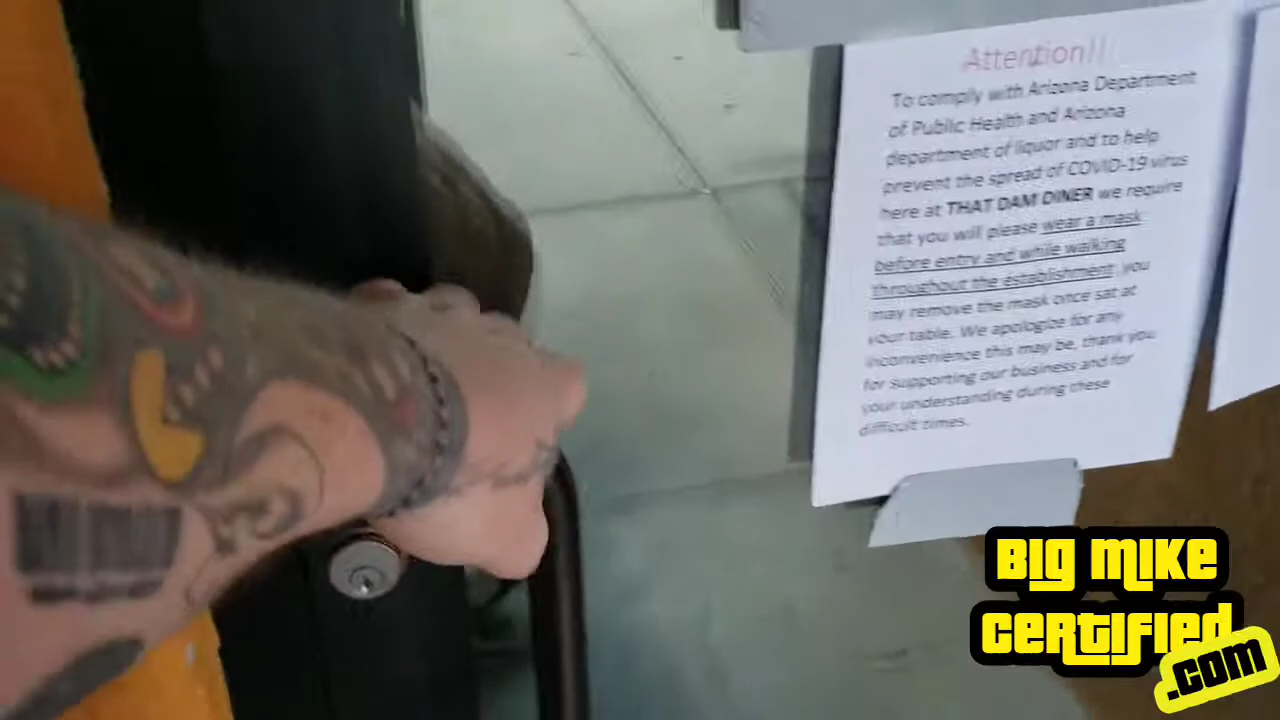 Attention!!
To comply with Arizona Department
of Public Health and Arizona
department of liquor and to help
prevent the spread of COVID-19 virus
here at THAT DAM DINER we require
that you will please wear a mask
before entry and while walking
throughout the establishment you
may remove the mask once sat at
your table. We apologibe for any
inconvenience this may be, thank you
for supporting our business and for
your understanding during these
difficult times.
BIG MIKE
CERTIFIED
.COM